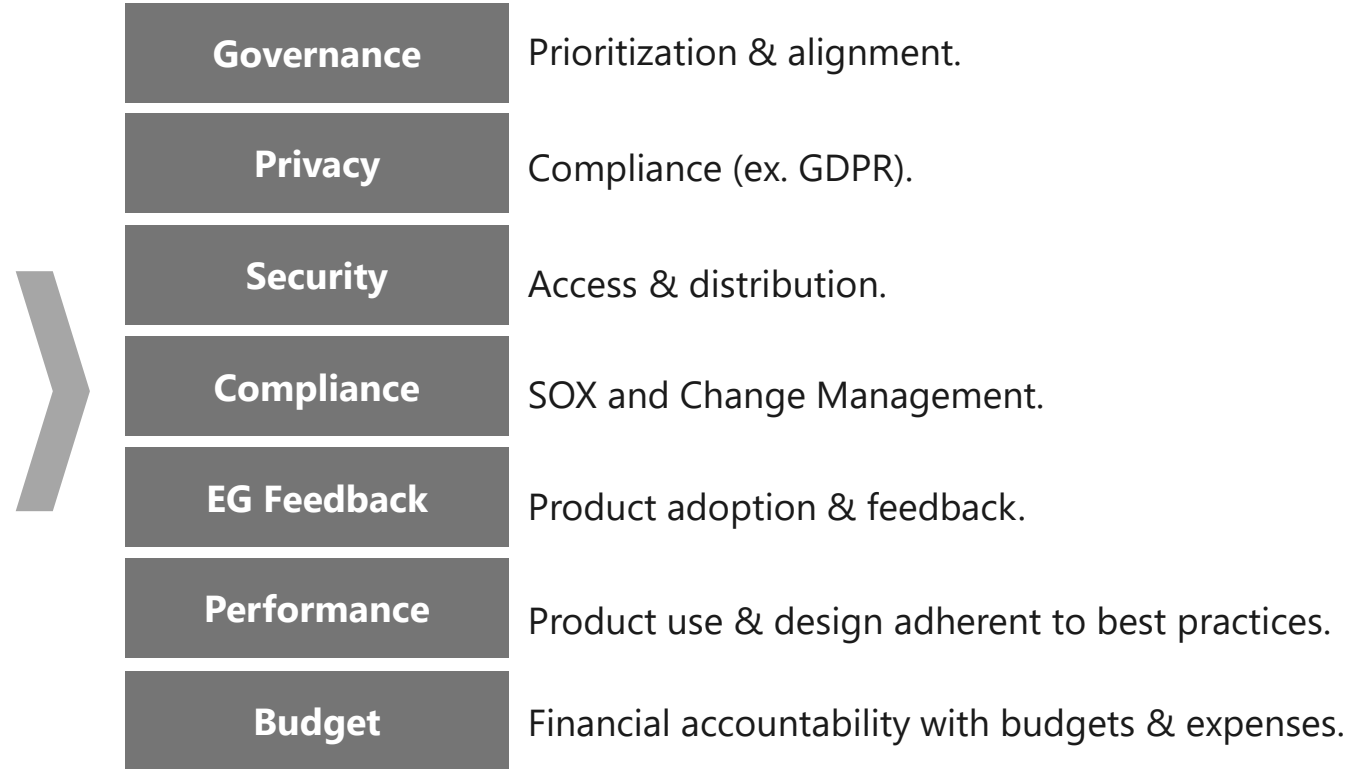 Governance
Prioritization & alignment.
Privacy
Compliance (ex. GDPR).
Security
Access & distribution.
Compliance
SOX and Change Management.
EG Feedback
Product adoption & feedback.
Performance
Product use & design adherent to best practices.
Budget
Financial accountability with budgets & expenses.